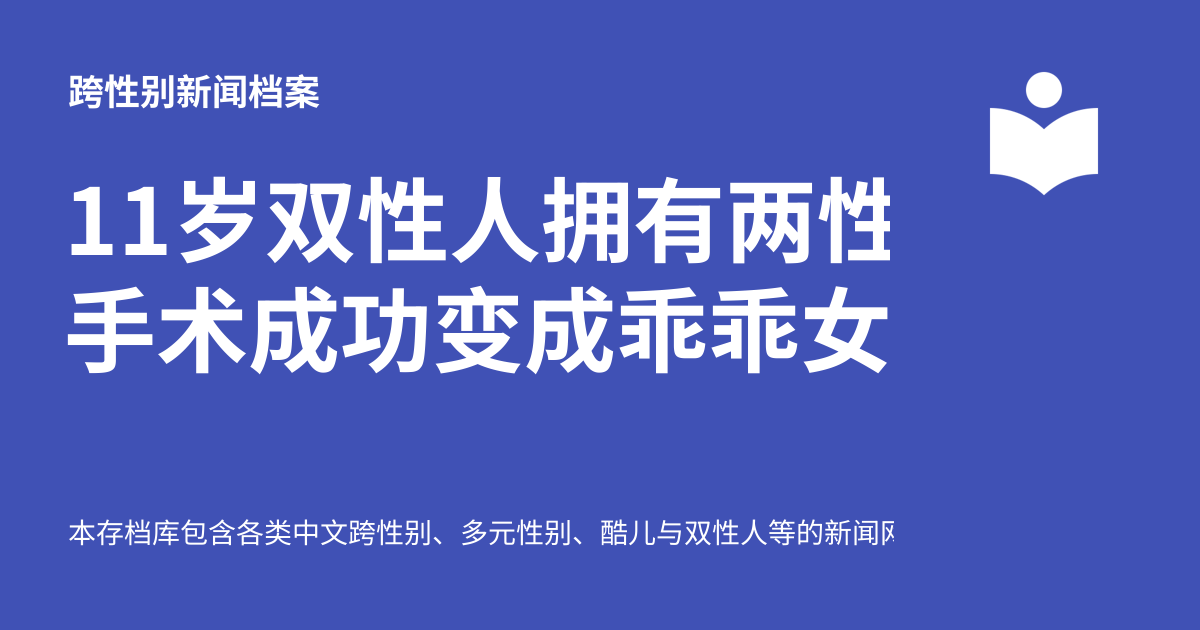 跨性别新闻档案
11岁双性人拥有两性
手术成功变成乖乖女
本存档库包含各类中文跨性别、多元性别、酷儿与双性人等的新闻